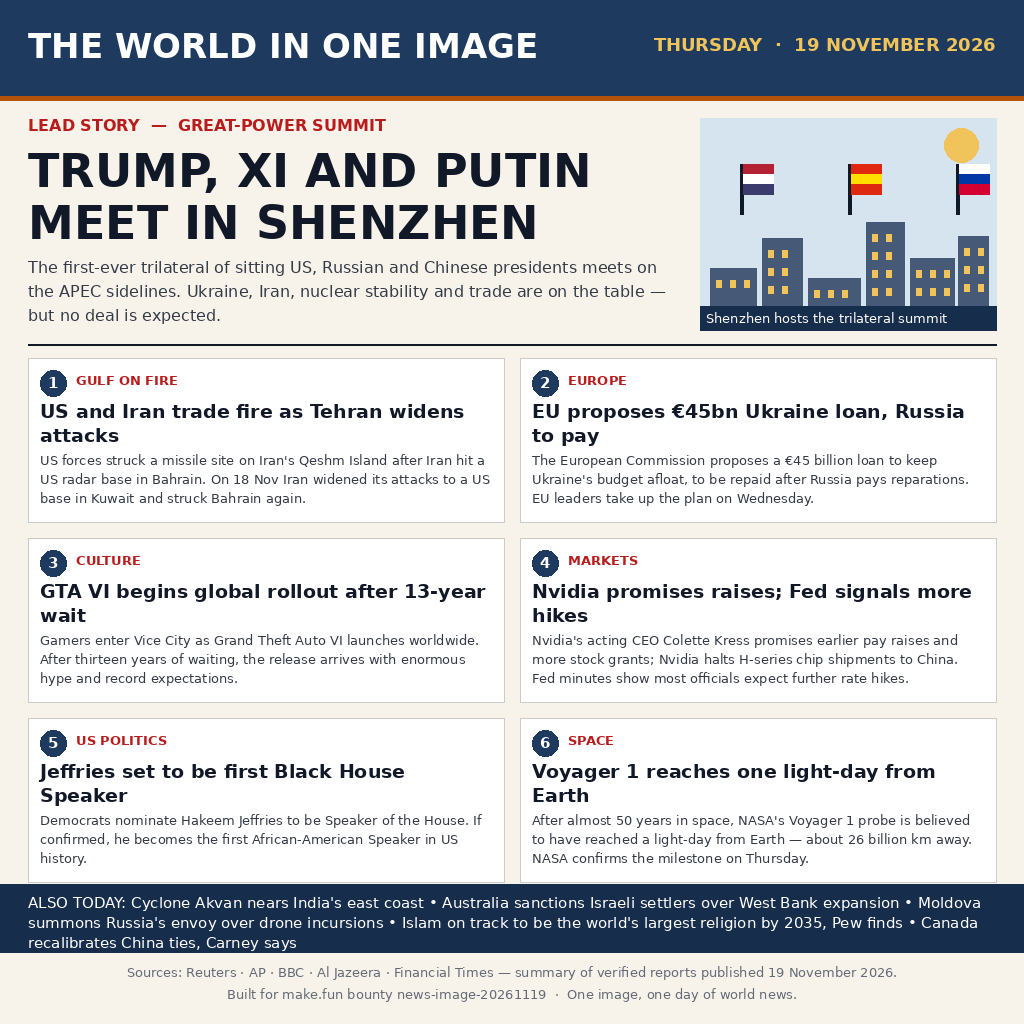 THE WORLD IN ONE IMAGE
THURSDAY · 19 NOVEMBER 2026
LEAD STORY — GREAT-POWER SUMMIT
TRUMP, XI AND PUTIN
MEET IN SHENZHEN
The first-ever trilateral of sitting US, Russian and Chinese presidents meets on
the APEC sidelines. Ukraine, Iran, nuclear stability and trade are on the table —
but no deal is expected.
Shenzhen hosts the trilateral summit
1 GULF ON FIRE
US and Iran trade fire as Tehran widens
attacks
US forces struck a missile site on Iran's Qeshm Island after Iran hit a
US radar base in Bahrain. On 18 Nov Iran widened its attacks to a US
base in Kuwait and struck Bahrain again.
2 EUROPE
EU proposes €45bn Ukraine loan, Russia
to pay
The European Commission proposes a €45 billion loan to keep
Ukraine's budget afloat, to be repaid after Russia pays reparations.
EU leaders take up the plan on Wednesday.
3 CULTURE
GTA VI begins global rollout after 13-year
wait
Gamers enter Vice City as Grand Theft Auto VI launches worldwide.
After thirteen years of waiting, the release arrives with enormous
hype and record expectations.
4 MARKETS
Nvidia promises raises; Fed signals more
hikes
Nvidia's acting CEO Colette Kress promises earlier pay raises and
more stock grants; Nvidia halts H-series chip shipments to China.
Fed minutes show most officials expect further rate hikes.
5 US POLITICS
Jeffries set to be first Black House
Speaker
Democrats nominate Hakeem Jeffries to be Speaker of the House. If
confirmed, he becomes the first African-American Speaker in US
history.
6 SPACE
Voyager 1 reaches one light-day from
Earth
After almost 50 years in space, NASA's Voyager 1 probe is believed
to have reached a light-day from Earth — about 26 billion km away.
NASA confirms the milestone on Thursday.
ALSO TODAY: Cyclone Akvan nears India's east coast • Australia sanctions Israeli settlers over West Bank expansion • Moldova
summons Russia's envoy over drone incursions • Islam on track to be the world's largest religion by 2035, Pew finds • Canada
recalibrates China ties, Carney says
Sources: Reuters · AP · BBC · Al Jazeera · Financial Times — summary of verified reports published 19 November 2026.
Built for make.fun bounty news-image-20261119 · One image, one day of world news.